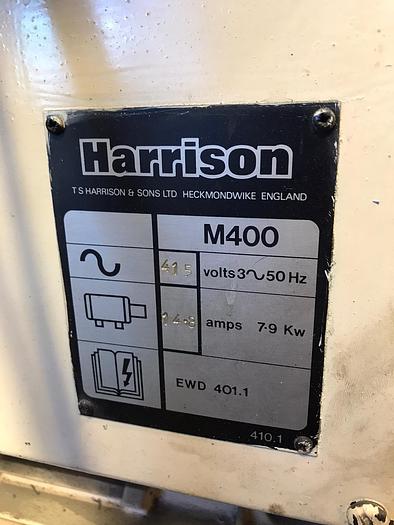 Harrison
T S HARRISON & SONS LTD HECKMONDWIKE ENGLAND
M400
415 volts 3~50 Hz
14·8 amps 7·9 Kw
EWD 401.1
410.1